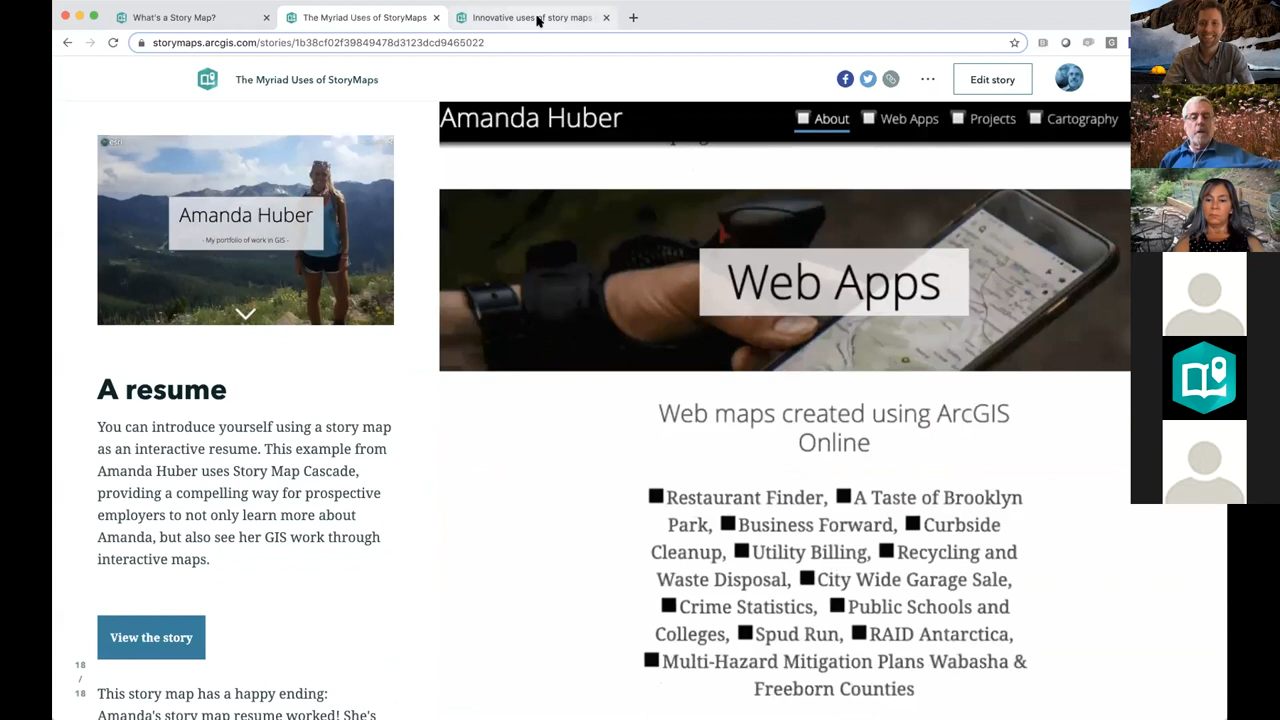 What's a Story Map?
The Myriad Uses of StoryMaps
Innovative uses of story maps
storymaps.arcgis.com/stories/1b38cf02f39849478d3123dcd9465022
The Myriad Uses of StoryMaps
Edit story
Amanda Huber
About
Web Apps
Projects
Cartography
esri
Amanda Huber
- My portfolio of work in GIS -
Web Apps
A resume
You can introduce yourself using a story map
as an interactive resume. This example from
Amanda Huber uses Story Map Cascade,
providing a compelling way for prospective
employers to not only learn more about
Amanda, but also see her GIS work through
interactive maps.
View the story
18
/
18
This story map has a happy ending:
Amanda's story map resume worked! She's
Web maps created using ArcGIS
Online
Restaurant Finder, A Taste of Brooklyn
Park, Business Forward, Curbside
Cleanup, Utility Billing, Recycling and
Waste Disposal, City Wide Garage Sale,
Crime Statistics, Public Schools and
Colleges, Spud Run, RAID Antarctica,
Multi-Hazard Mitigation Plans Wabasha &
Freeborn Counties